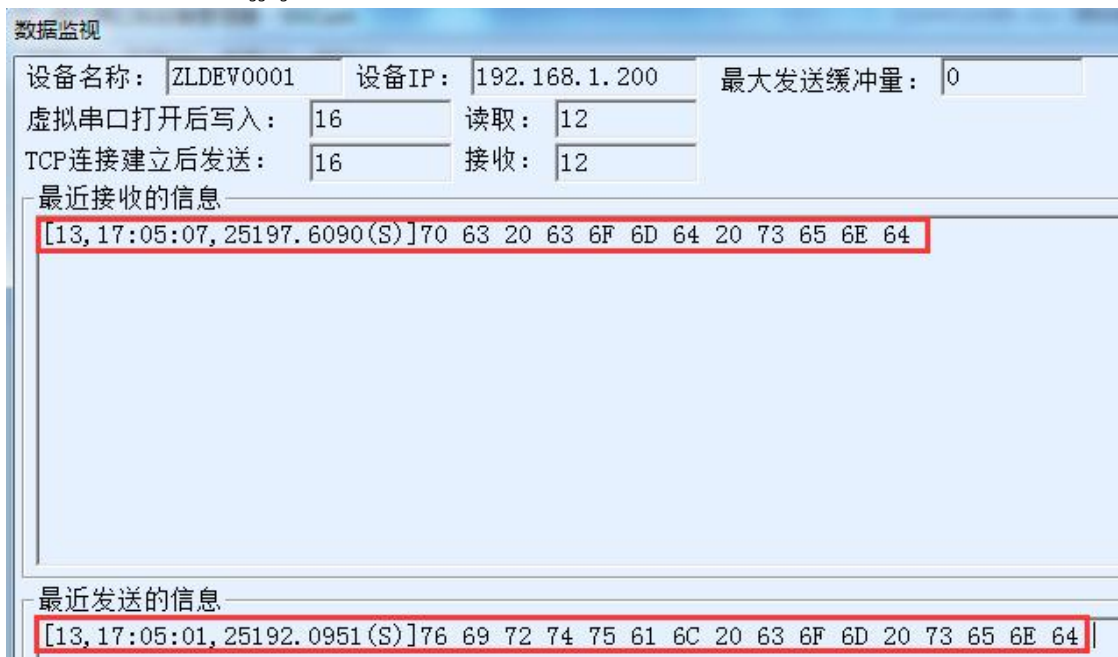 数据监视
设备名称: ZLDEV0001 设备IP: 192.168.1.200 最大发送缓冲量: 0
虚拟串口打开后写入: 16 读取: 12
TCP连接建立后发送: 16 接收: 12
最近接收的信息
[13,17:05:07,25197.6090(S)]70 63 20 63 6F 6D 64 20 73 65 6E 64
最近发送的信息
[13,17:05:01,25192.0951(S)]76 69 72 74 75 61 6C 20 63 6F 6D 20 73 65 6E 64